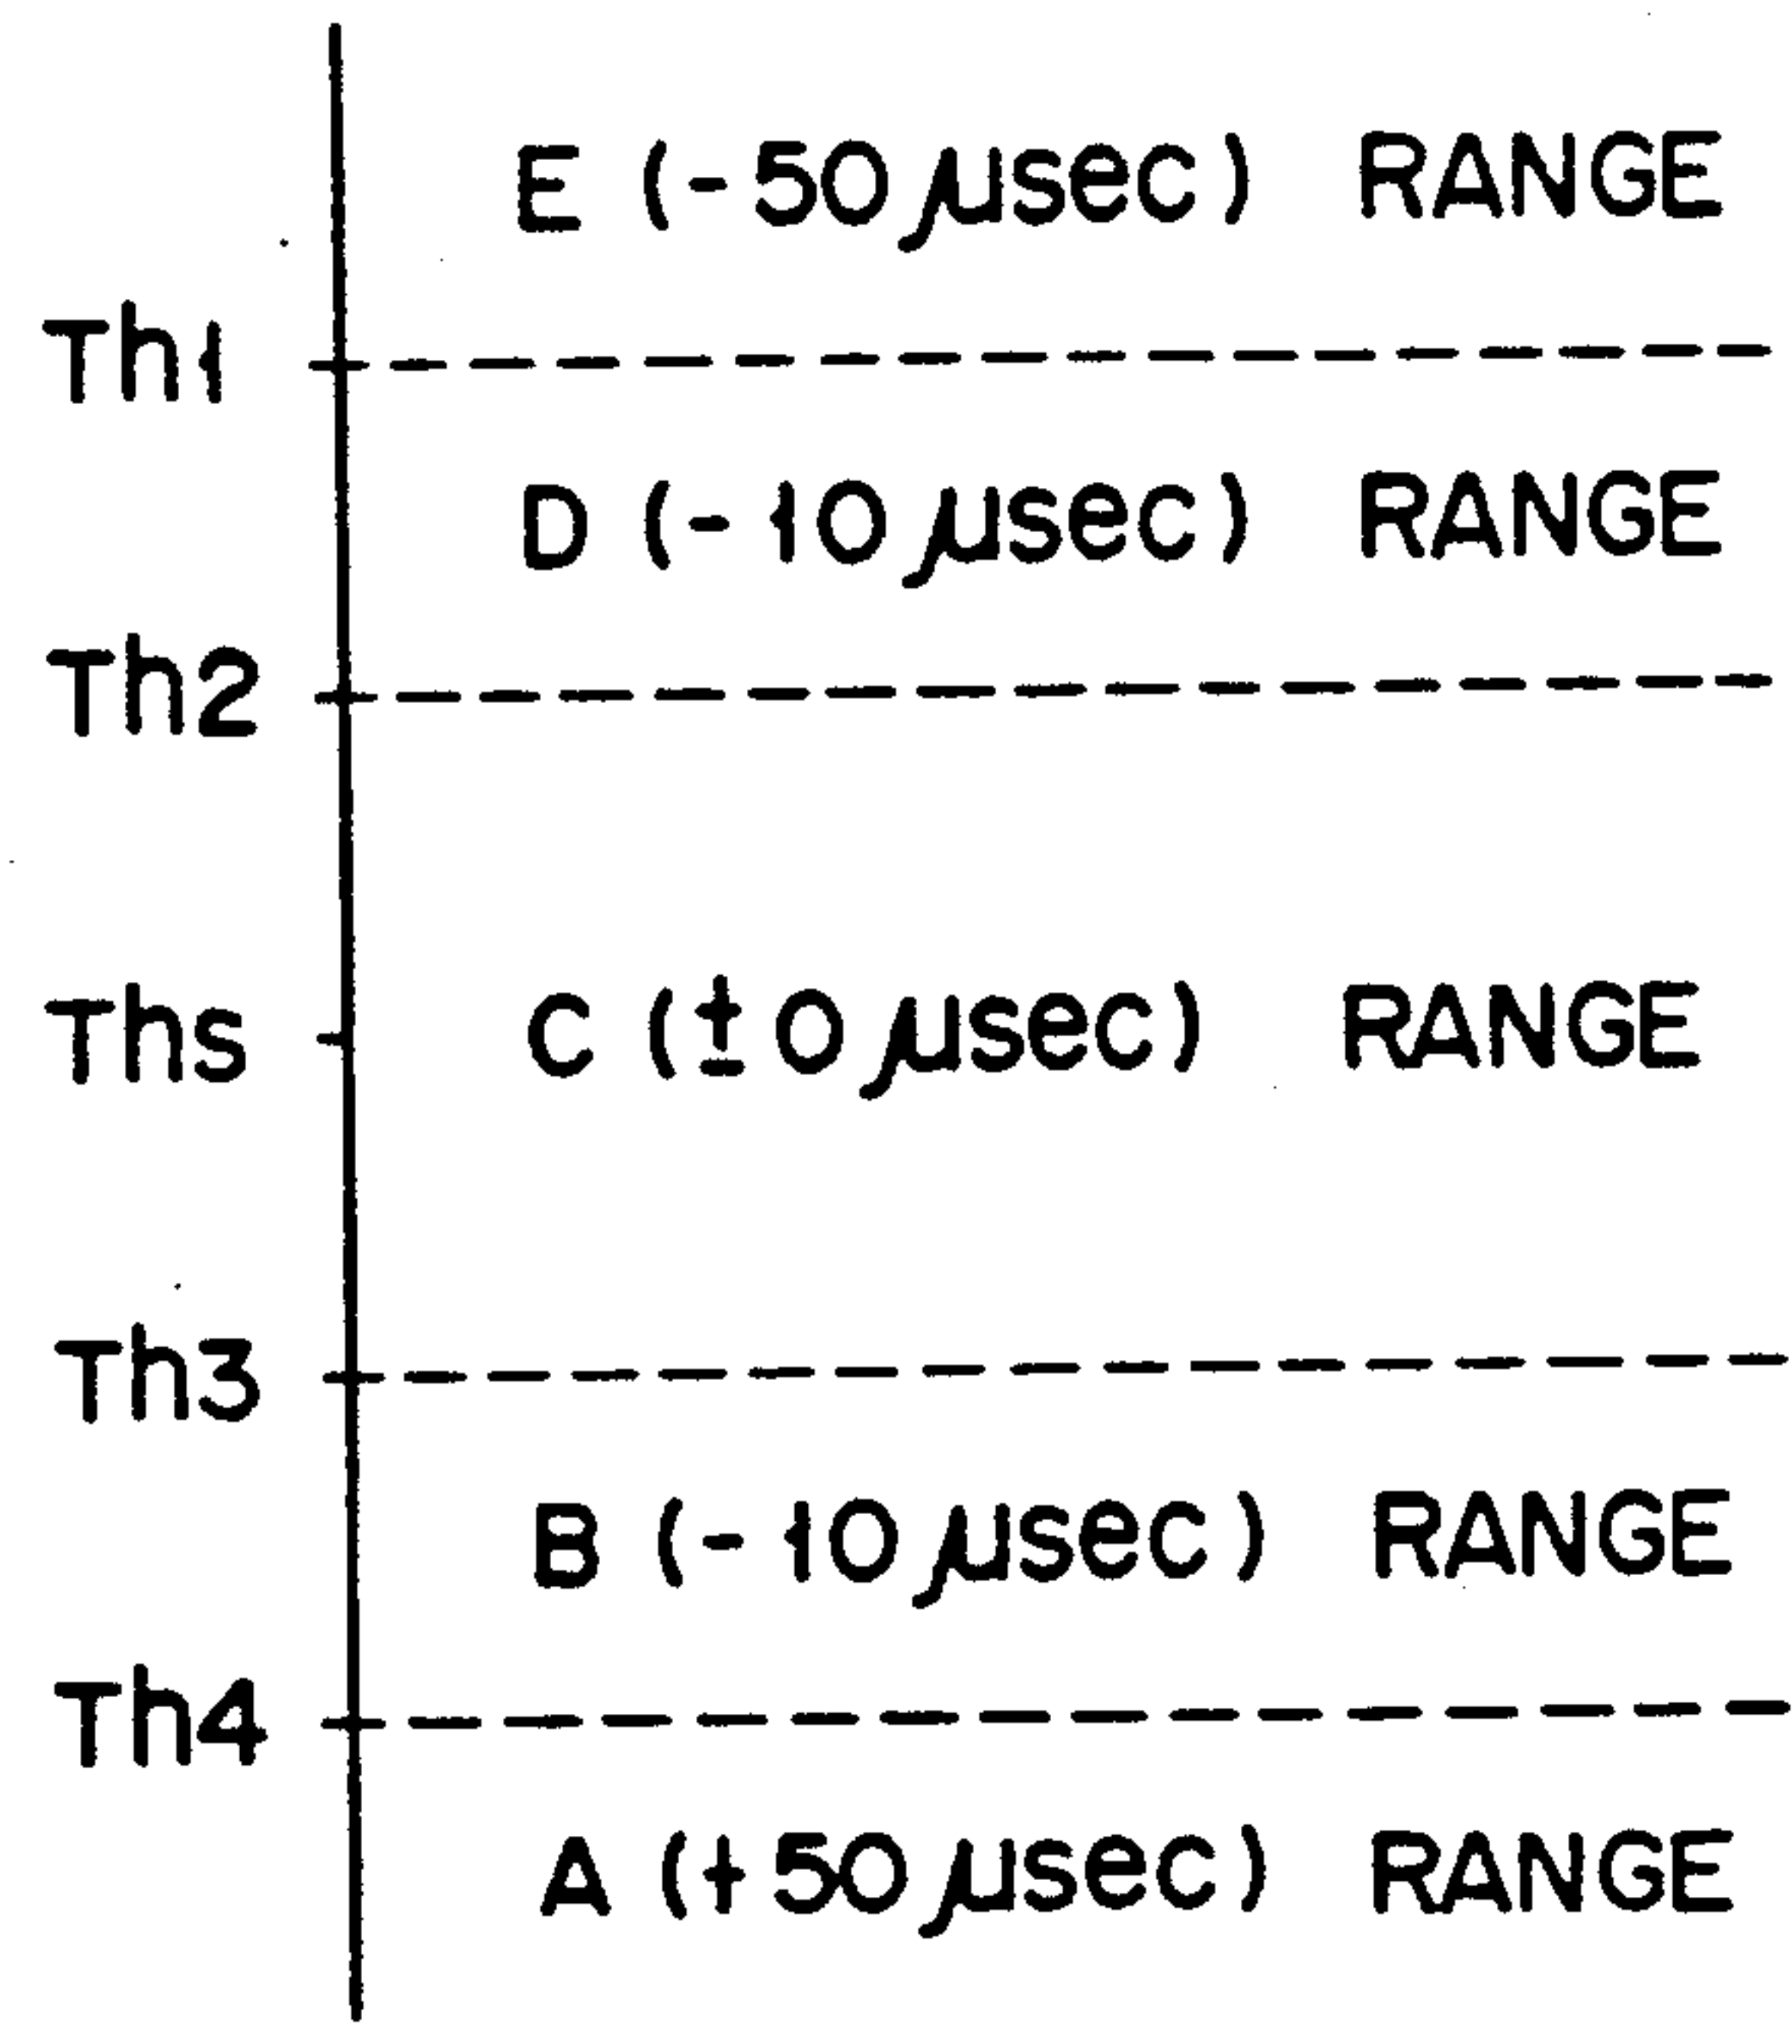 E (-50 µsec) RANGE
Th1
D (-10 µsec) RANGE
Th2
Ths C (±0 µsec) RANGE
Th3
B (-10 µsec) RANGE
Th4
A (+50 µsec) RANGE